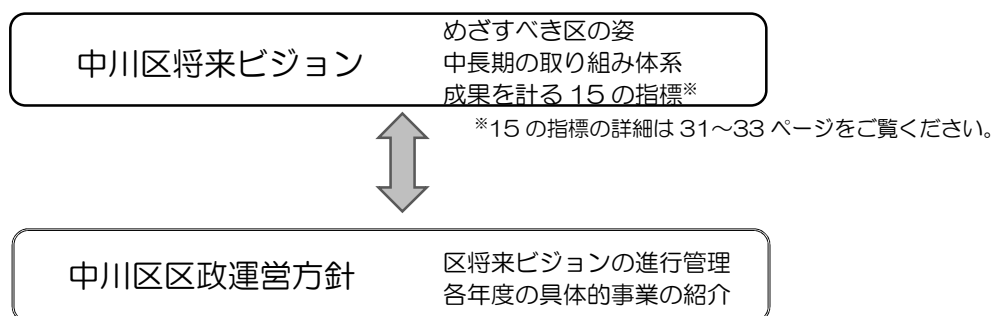 中川区将来ビジョン
めざすべき区の姿
中長期の取り組み体系
成果を計る 15 の指標※
※15 の指標の詳細は 31～33 ページをご覧ください。
中川区区政運営方針
区将来ビジョンの進行管理
各年度の具体的事業の紹介